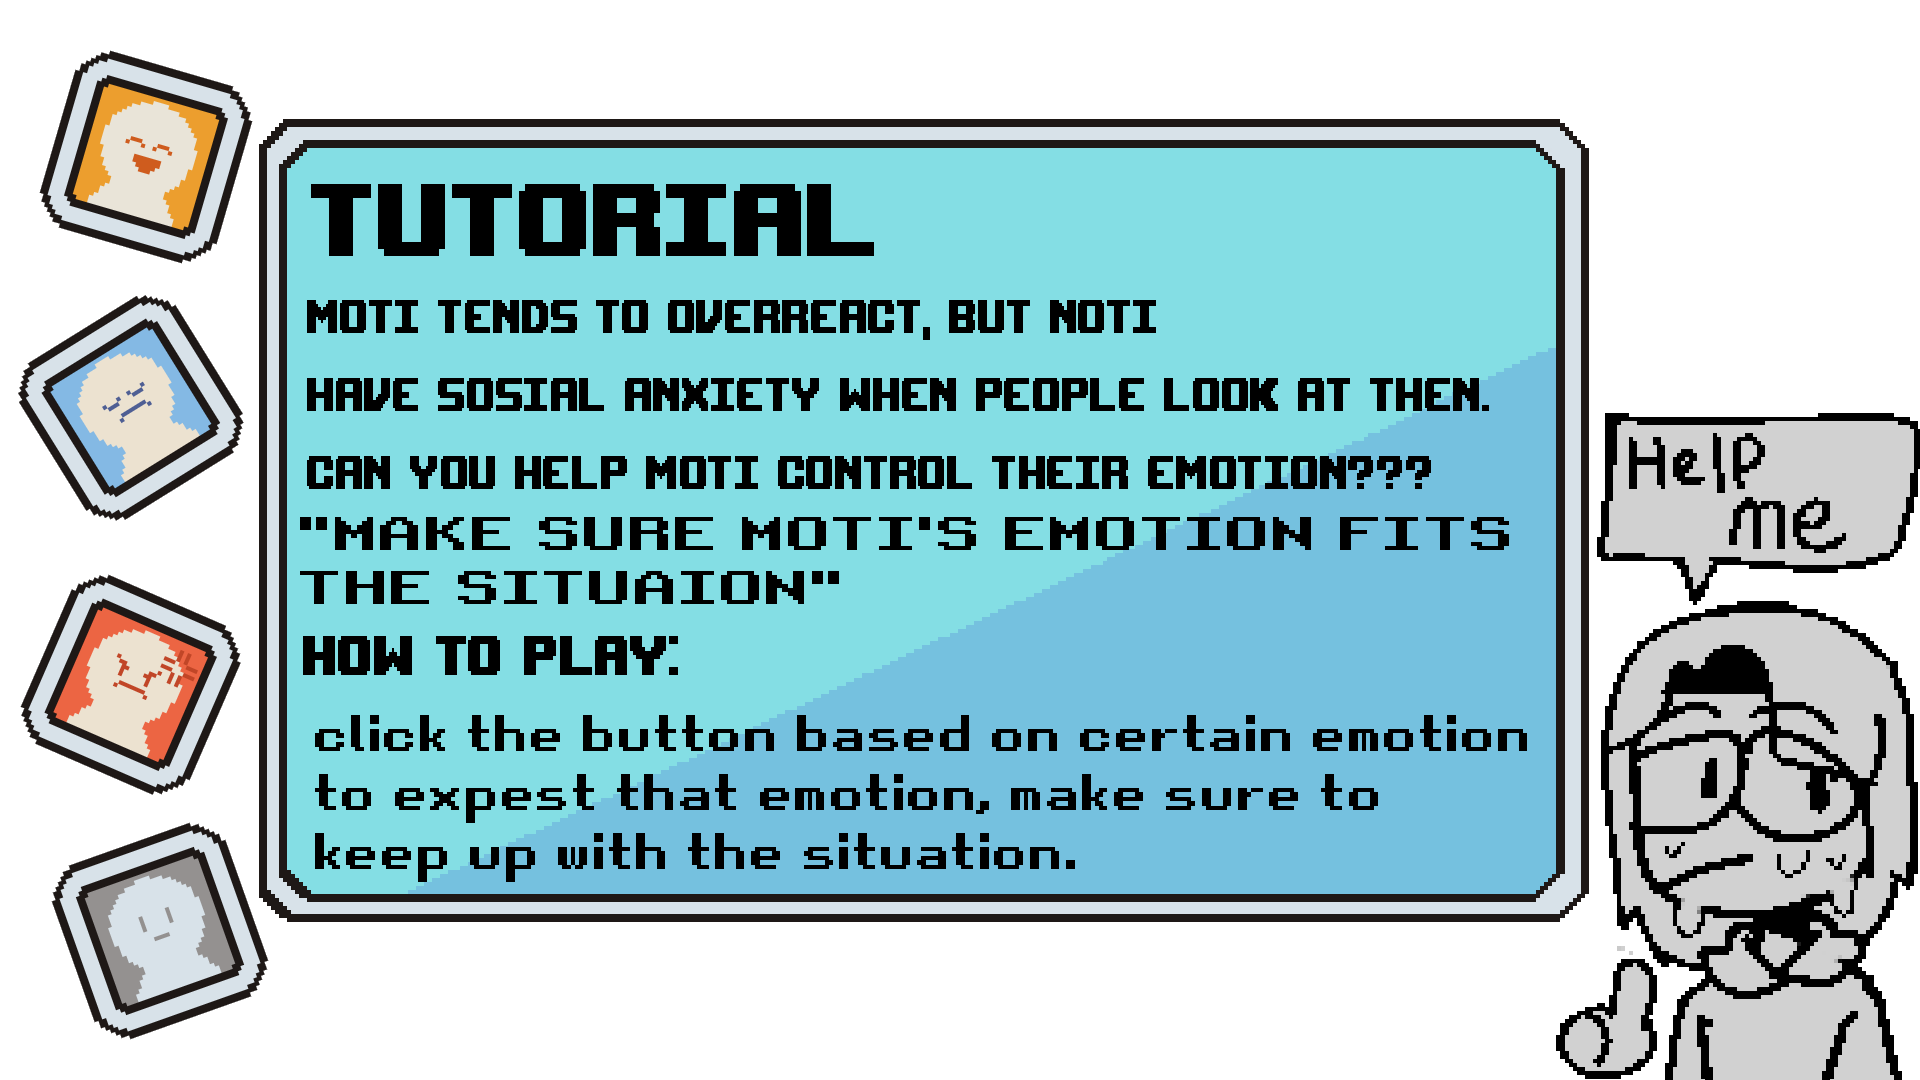 TUTORIAL
MOTI TENDS TO OVERREACT, BUT NOTI
HAVE SOSIAL ANXIETY WHEN PEOPLE LOOK AT THEN.
CAN YOU HELP MOTI CONTROL THEIR EMOTION???
"MAKE SURE MOTI'S EMOTION FITS
THE SITUAION"
HOW TO PLAY:
click the button based on certain emotion
to expest that emotion, make sure to
keep up with the situation.
Help
me